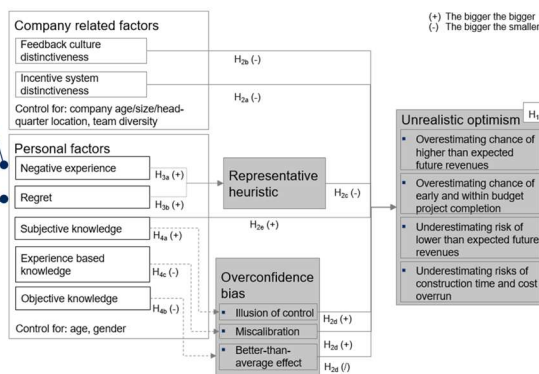 (+) The bigger the bigger
(-) The bigger the smaller
Company related factors
Feedback culture
distinctiveness
H2b (-)
Incentive system
distinctiveness
H2a (-)
Control for: company age/size/head-
quarter location, team diversity
Personal factors
Negative experience
H3a (+)
Regret
H3b (+)
Representative
heuristic
H2c (-)
Subjective knowledge
H4a (+)
H2e (+)
Experience based
knowledge
H4c (-)
Objective knowledge
H4b (-)
Control for: age, gender
Overconfidence
bias
▪ Illusion of control
H2d (+)
▪ Miscalibration
H2d (+)
▪ Better-than-
average effect
H2d (/)
Unrealistic optimism
▪ Overestimating chance of
higher than expected
future revenues
▪ Overestimating chance of
early and within budget
project completion
▪ Underestimating risk of
lower than expected future
revenues
▪ Underestimating risks of
construction time and cost
overrun